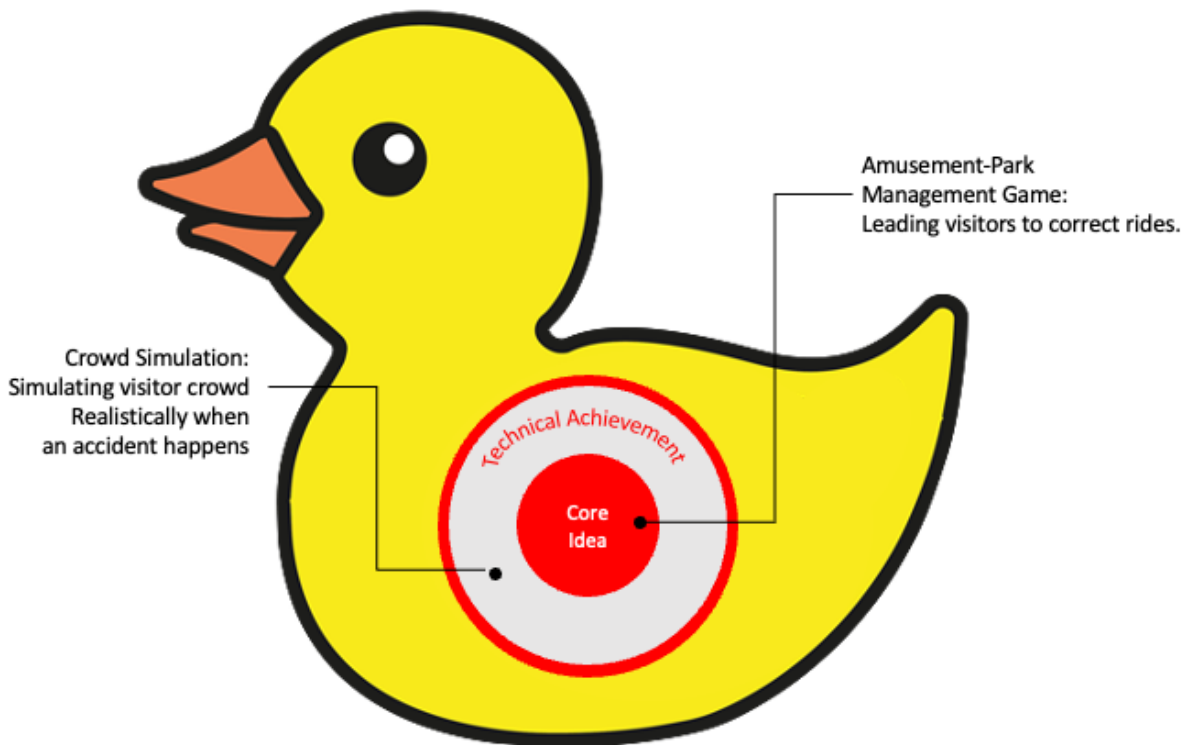 Amusement-Park
Management Game:
Leading visitors to correct rides.
Crowd Simulation:
Simulating visitor crowd
Realistically when
an accident happens
Technical Achievement
Core
Idea